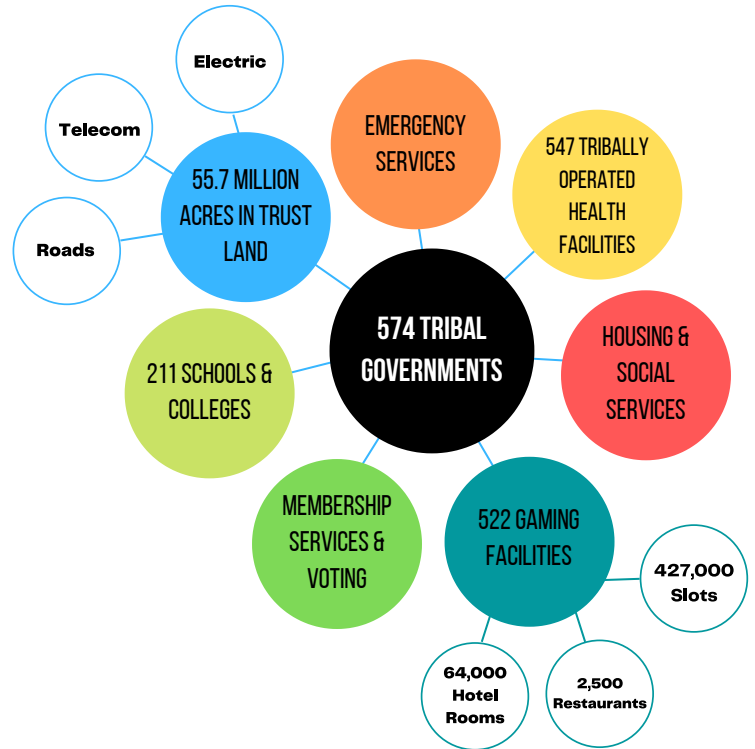 Electric
Telecom
Roads
55.7 MILLION
ACRES IN TRUST
LAND
EMERGENCY
SERVICES
547 TRIBALLY
OPERATED
HEALTH
FACILITIES
574 TRIBAL
GOVERNMENTS
HOUSING &
SOCIAL
SERVICES
211 SCHOOLS &
COLLEGES
MEMBERSHIP
SERVICES &
VOTING
522 GAMING
FACILITIES
427,000
Slots
64,000
Hotel
Rooms
2,500
Restaurants